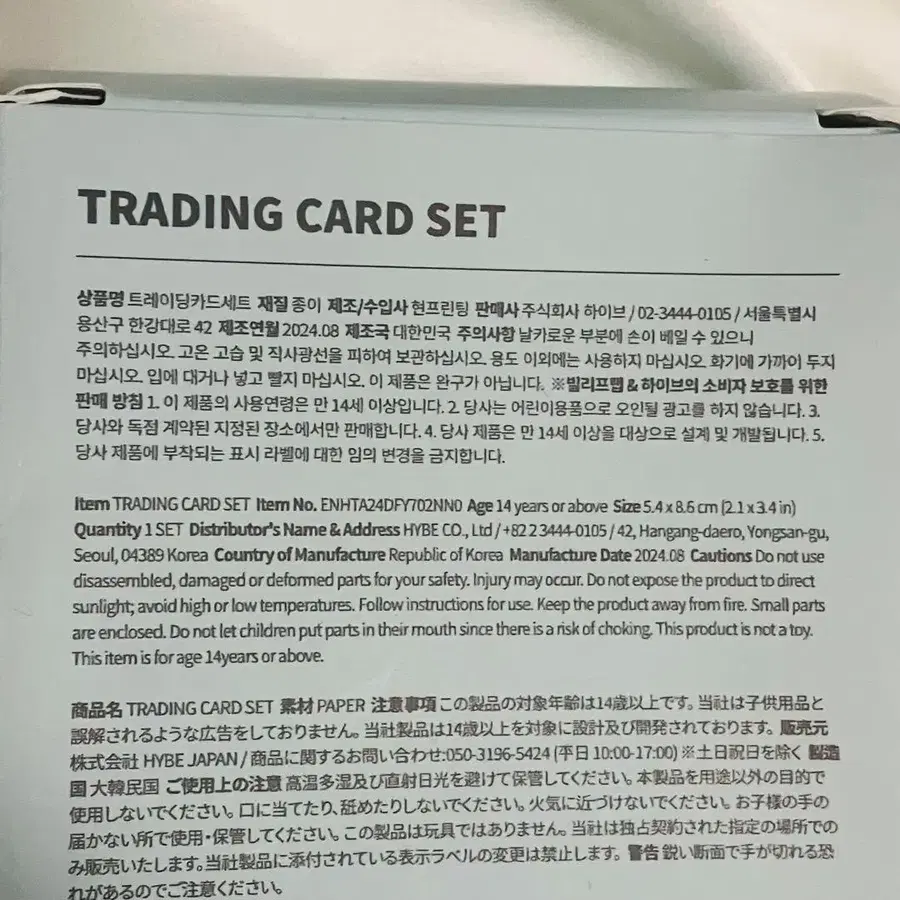 TRADING CARD SET
상품명 트레이딩카드세트 재질 종이 제조/수입사 현프린팅 판매사 주식회사 하이브 / 02-3444-0105 / 서울특별시
용산구 한강대로 42 제조연월 2024.08 제조국 대한민국 주의사항 날카로운 부분에 손이 베일 수 있으니
주의하십시오. 고온 고습 및 직사광선을 피하여 보관하십시오. 용도 이외에는 사용하지 마십시오. 화기에 가까이 두지
마십시오. 입에 대거나 넣고 빨지 마십시오. 이 제품은 완구가 아닙니다. ※빌리프랩 & 하이브의 소비자 보호를 위한
판매 방침 1. 이 제품의 사용연령은 만 14세 이상입니다. 2. 당사는 어린이용품으로 오인될 광고를 하지 않습니다. 3.
당사와 독점 계약된 지정된 장소에서만 판매합니다. 4. 당사 제품은 만 14세 이상을 대상으로 설계 및 개발됩니다. 5.
당사 제품에 부착되는 표시 라벨에 대한 임의 변경을 금지합니다.
Item TRADING CARD SET Item No. ENHTA24DFY702NN0 Age 14 years or above Size 5.4 x 8.6 cm (2.1 x 3.4 in)
Quantity 1 SET Distributor's Name & Address HYBE CO., Ltd / +82 2 3444-0105 / 42, Hangang-daero, Yongsan-gu,
Seoul, 04389 Korea Country of Manufacture Republic of Korea Manufacture Date 2024.08 Cautions Do not use
disassembled, damaged or deformed parts for your safety. Injury may occur. Do not expose the product to direct
sunlight; avoid high or low temperatures. Follow instructions for use. Keep the product away from fire. Small parts
are enclosed. Do not let children put parts in their mouth since there is a risk of choking. This product is not a toy.
This item is for age 14years or above.
商品名 TRADING CARD SET 素材 PAPER 注意事項 この製品の対象年齢は14歳以上です。当社は子供用品と
誤解されるような広告をしておりません。当社製品は14歳以上を対象に設計及び開発されております。販売元
株式会社 HYBE JAPAN / 商品に関するお問い合わせ:050-3196-5424 (平日 10:00-17:00) ※土日祝日を除く 製造
国 大韓民国 ご使用上の注意 高温多湿及び直射日光を避けて保管してください。本製品を用途以外の目的で
使用しないでください。口に当てたり、舐めたりしないでください。火気に近づけないでください。お子様の手の
届かない所で使用・保管してください。この製品は玩具ではありません。当社は独占契約された指定の場所での
み販売いたします。当社製品に添付されている表示ラベルの変更は禁止します。警告 鋭い断面で手が切れる恐
れがあるのでご注意ください。